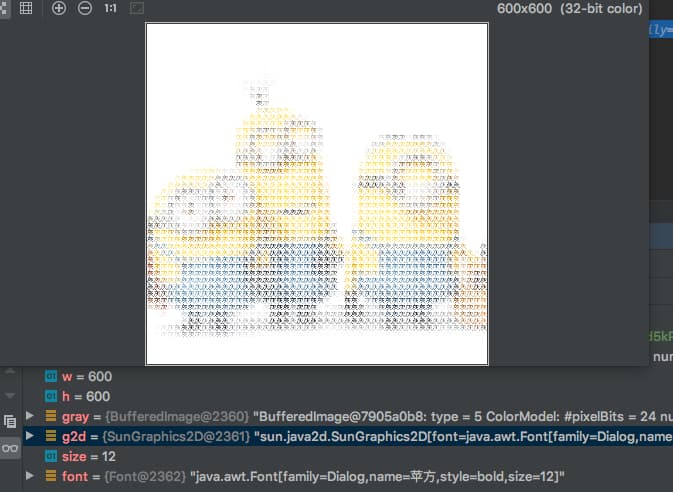 1:1
600x600 (32-bit color)
ily=
w = 600
h = 600
gray = {BufferedImage@2360} "BufferedImage@7905a0b8: type = 5 ColorModel: #pixelBits = 24 nu
g2d = {SunGraphics2D@2361} "sun.java2d.SunGraphics2D[font=java.awt.Font[family=Dialog,name=
size = 12
font = {Font@2362} "java.awt.Font[family=Dialog,name=苹方,style=bold,size=12]"